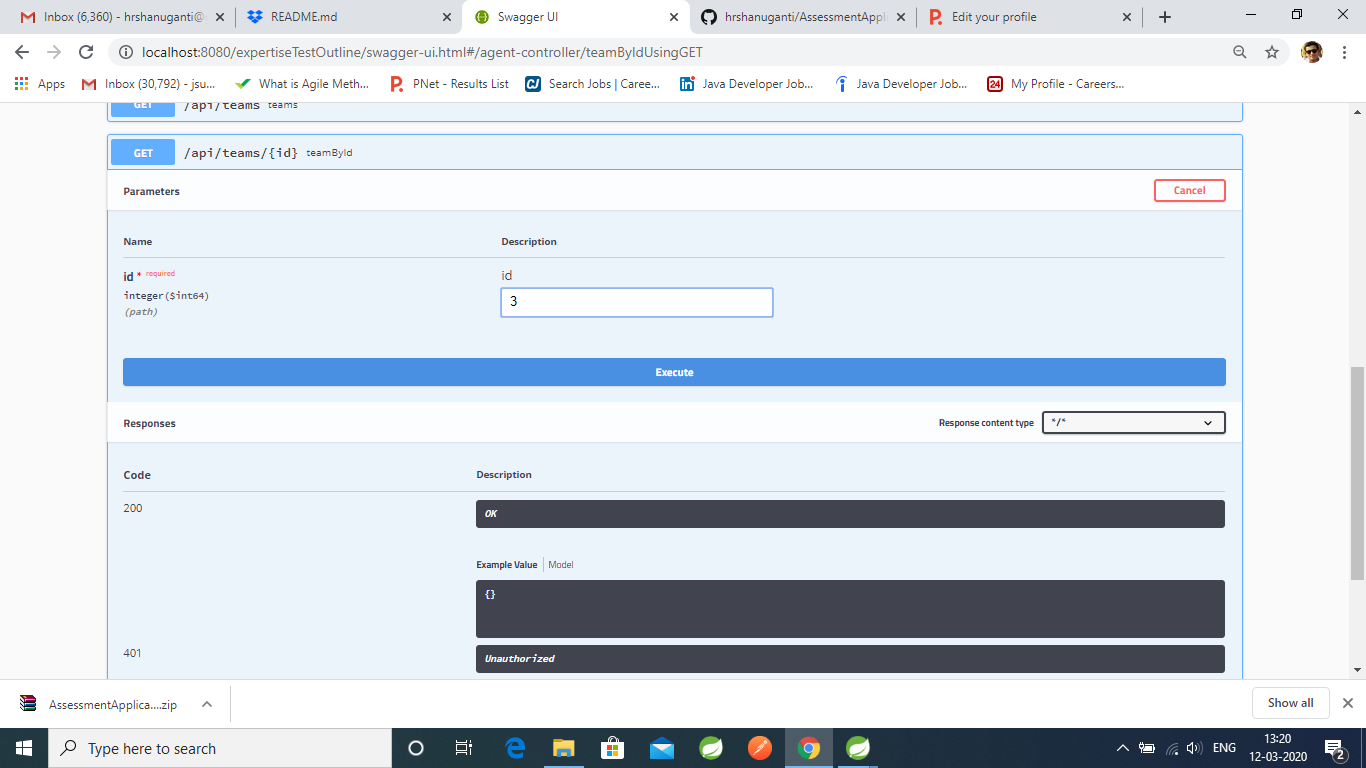 Inbox (6,360) - hrshanuganti@
README.md
Swagger UI
hrshanuganti/AssessmentAppli
Edit your profile
localhost:8080/expertiseTestOutline/swagger-ui.html#/agent-controller/teamByIdUsingGET
Apps
Inbox (30,792) - jsu...
What is Agile Meth...
PNet - Results List
Search Jobs | Caree...
Java Developer Job...
Java Developer Job...
My Profile - Careers...
GET /api/teams teams
GET /api/teams/{id} teamById
Parameters
Cancel
Name Description
id * required
id
integer($int64)
3
(path)
Execute
Responses
Response content type */*
Code Description
200
OK
Example Value Model
{}
401
Unauthorized
AssessmentApplica....zip
Show all
Type here to search
ENG
13:20
12-03-2020
2